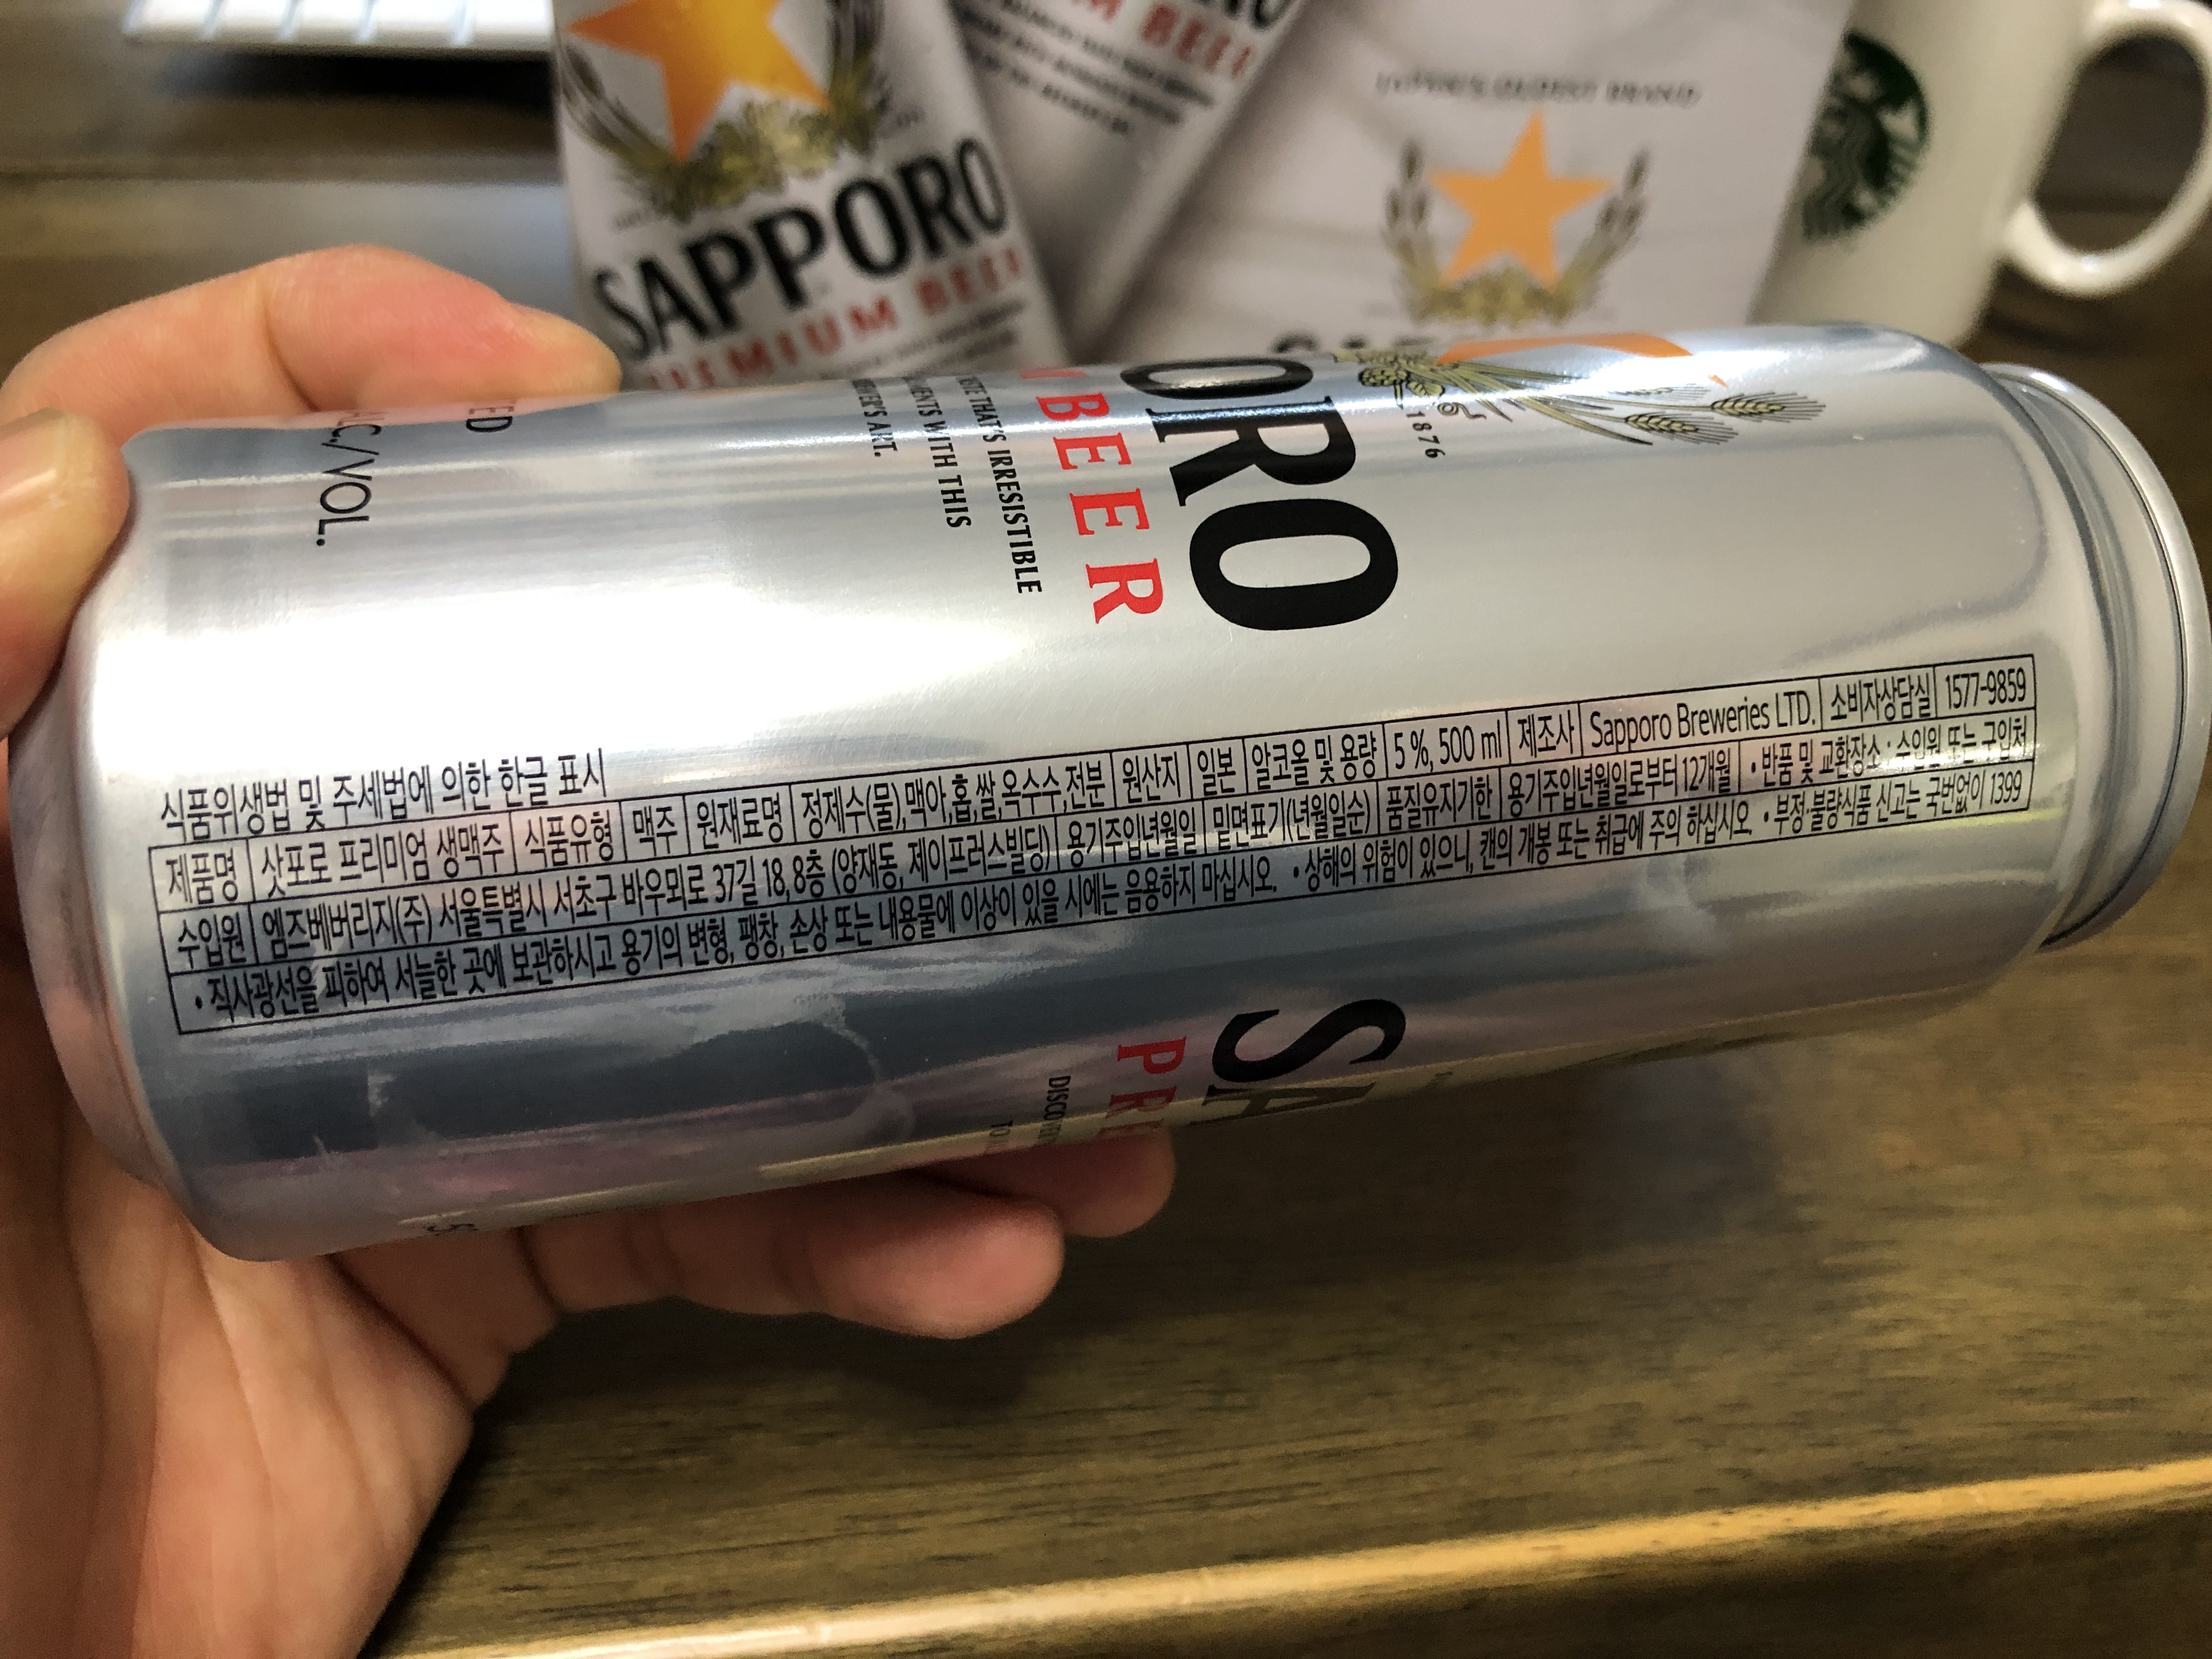 SAPPORO
PREMIUM BEER
BEER
JAPAN'S OLDEST BRAND
1876
ORO
BEER
THAT'S IRRESISTIBLE
WITH THIS
ART.
ALC./VOL.
식품위생법 및 주세법에 의한 한글 표시
제품명 삿포로 프리미엄 생맥주 식품유형 맥주 원재료명 정제수(물),맥아,홉,쌀,옥수수,전분 원산지 일본 알코올 및 용량 5 %, 500 ml 제조사 Sapporo Breweries LTD. 소비자상담실 1577-9859
수입원 엠즈베버리지(주) 서울특별시 서초구 바우뫼로 37길 18, 8층 (양재동, 제이프러스빌딩) 용기주입년월일 밑면표기(년월일순) 품질유지기한 용기주입년월일로부터 12개월 • 반품 및 교환장소 : 수입원 또는 구입처
• 직사광선을 피하여 서늘한 곳에 보관하시고 용기의 변형, 팽창, 손상 또는 내용물에 이상이 있을 시에는 음용하지 마십시오. • 상해의 위험이 있으니, 캔의 개봉 또는 취급에 주의 하십시오 • 부정·불량식품 신고는 국번없이 1399
SA
PRE